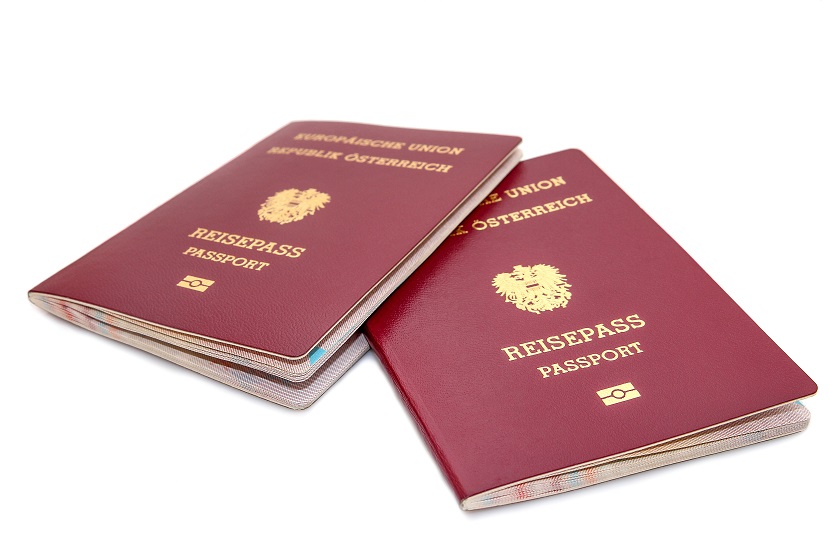 EUROPÄISCHE UNION
REPUBLIK ÖSTERREICH
REISEPASS
PASSPORT
UNION
ÖSTERREICH
REISEPASS
PASSPORT